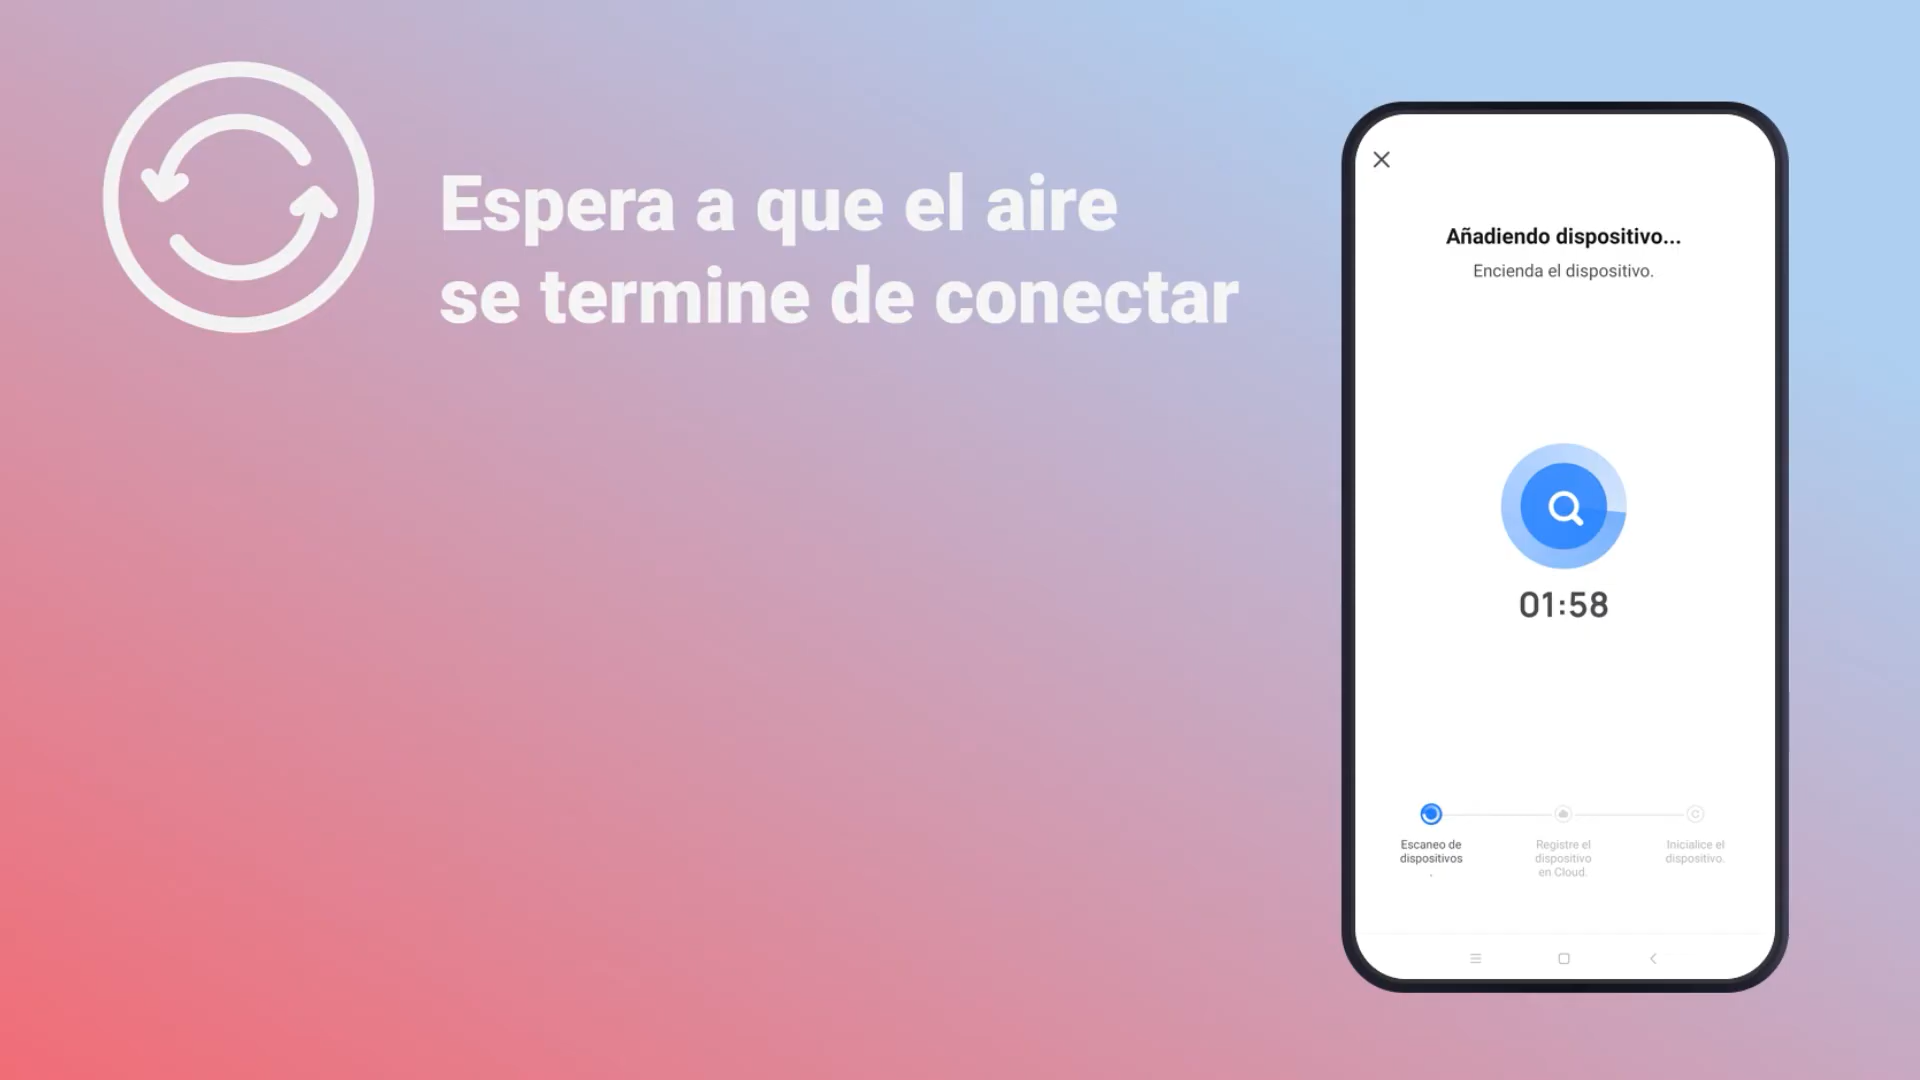 Espera a que el aire
se termine de conectar
Añadiendo dispositivo...
Encienda el dispositivo.
01:58
Escaneo de
dispositivos
.
Registre el
dispositivo
en Cloud.
Inicialice el
dispositivo.